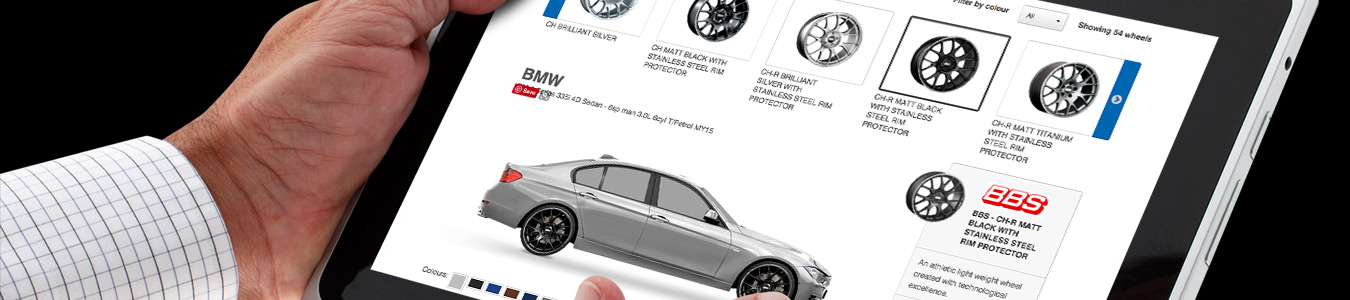 Filter by colour
All
Showing 54 wheels
CH BRILLIANT SILVER
CH MATT BLACK WITH
STAINLESS STEEL RIM
PROTECTOR
CH-R BRILLIANT
SILVER WITH
STAINLESS STEEL RIM
PROTECTOR
CH-R MATT BLACK
WITH STAINLESS
STEEL RIM
PROTECTOR
CH-R MATT TITANIUM
WITH STAINLESS
STEEL RIM
PROTECTOR
BMW
Save
335i 4D Sedan - 6sp man 3.0L 6cyl T/Petrol MY15
Colours:
BBS
BBS - CH-R MATT
BLACK WITH
STAINLESS STEEL
RIM PROTECTOR
An athletic light weight wheel
created with technological
excellence.